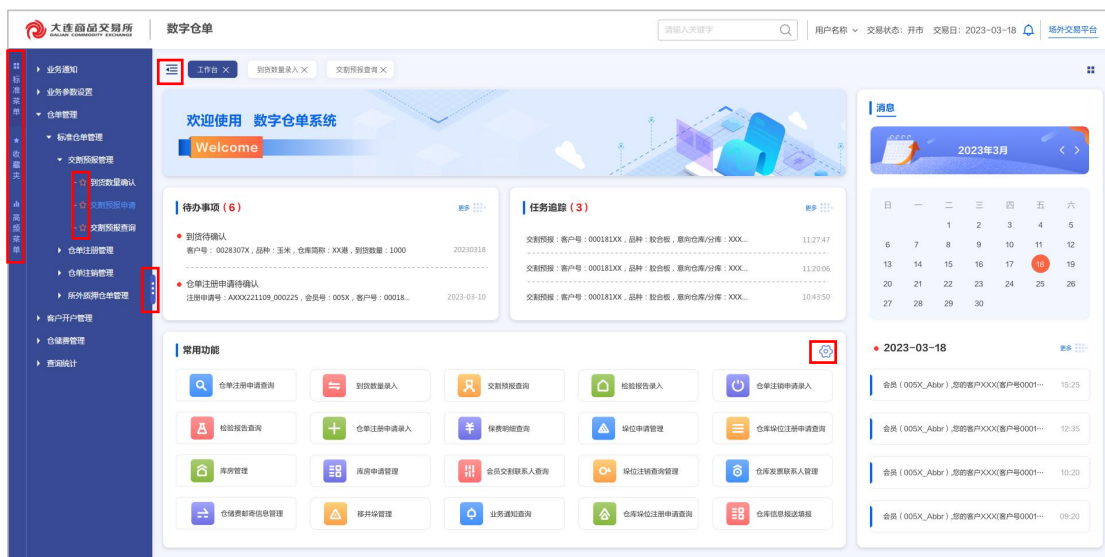 大连商品交易所
DALIAN COMMODITY EXCHANGE
数字仓单
请输入关键字
用户名称
交易状态：开市
交易日：2023-03-18
场外交易平台
标准菜单
收藏夹
高频菜单
业务通知
业务参数设置
仓单管理
标准仓单管理
交割预报管理
到货数量确认
交割预报申请
交割预报查询
仓单注册管理
仓单注销管理
所外质押仓单管理
客户开户管理
仓储费管理
查询统计
工作台
到货数量录入
交割预报查询
欢迎使用 数字仓单系统
Welcome
待办事项（6）
更多
到货待确认
客户号：0028307X，品种：玉米，仓库简称：XX港，到货数量：1000
20230318
仓单注册申请待确认
注册申请号：AXXX221109_000225，会员号：005X，客户号：00018...
2023-03-10
任务追踪（3）
更多
交割预报：客户号：000181XX，品种：胶合板，意向仓库/分库：XXX...
11:27:47
交割预报：客户号：000181XX，品种：胶合板，意向仓库/分库：XXX...
11:20:06
交割预报：客户号：000181XX，品种：胶合板，意向仓库/分库：XXX...
10:43:50
常用功能
仓单注册申请查询
到货数量录入
交割预报查询
检验报告录入
仓单注销申请录入
检验报告查询
仓单注册申请录入
保费明细查询
垛位申请管理
仓库垛位注册申请查询
库房管理
库房申请管理
会员交割联系人查询
垛位注销查询管理
仓库发票联系人管理
仓储费邮寄信息管理
移并垛管理
业务通知查询
仓库垛位注册申请查询
仓库信息报送填报
消息
2023年3月
日 一 二 三 四 五 六
1 2 3 4 5
6 7 8 9 10 11 12
13 14 15 16 17 18 19
20 21 22 23 24 25 26
27 28 29 30
2023-03-18
更多
会员（005X_Abbr）,您的客户XXX(客户号0001···
15:25
会员（005X_Abbr）,您的客户XXX(客户号0001···
12:35
会员（005X_Abbr）,您的客户XXX(客户号0001···
10:20
会员（005X_Abbr）,您的客户XXX(客户号0001···
09:20